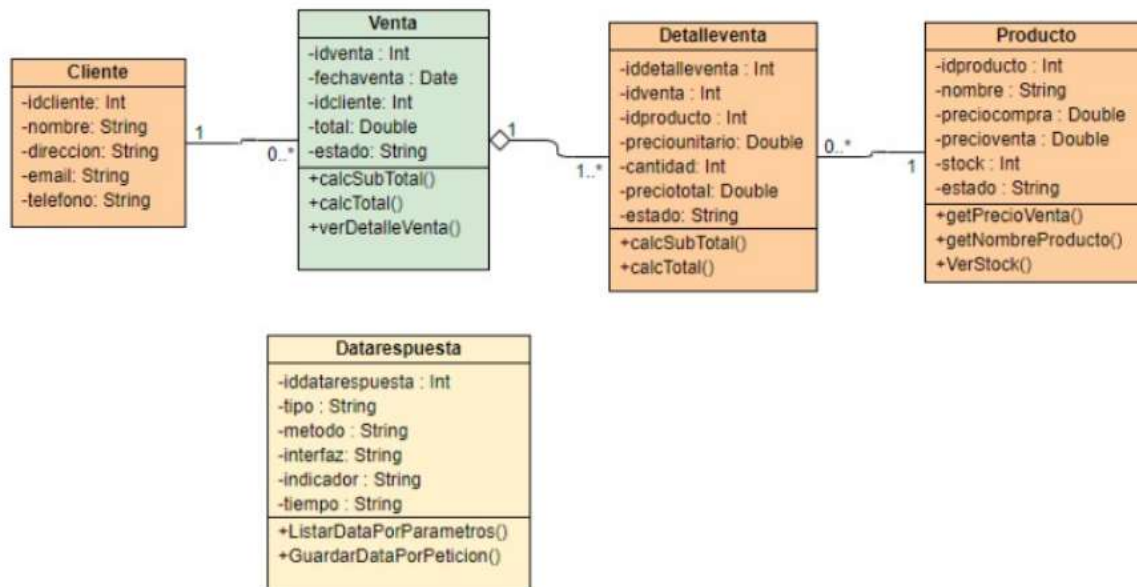 Cliente
-idcliente: Int
-nombre: String
-direccion: String
-email: String
-telefono: String
1
0..*
Venta
-idventa : Int
-fechaventa : Date
-idcliente: Int
-total: Double
-estado: String
+calcSubTotal()
+calcTotal()
+verDetalleVenta()
1
1..*
Detalleventa
-iddetalleventa : Int
-idventa : Int
-idproducto : Int
-preciounitario: Double
-cantidad: Int
-preciototal: Double
-estado: String
+calcSubTotal()
+calcTotal()
0..*
1
Producto
-idproducto : Int
-nombre : String
-preciocompra : Double
-precioventa : Double
-stock : Int
-estado : String
+getPrecioVenta()
+getNombreProducto()
+VerStock()
Datarespuesta
-iddatarespuesta : Int
-tipo : String
-metodo : String
-interfaz: String
-indicador : String
-tiempo : String
+ListarDataPorParametros()
+GuardarDataPorPeticion()